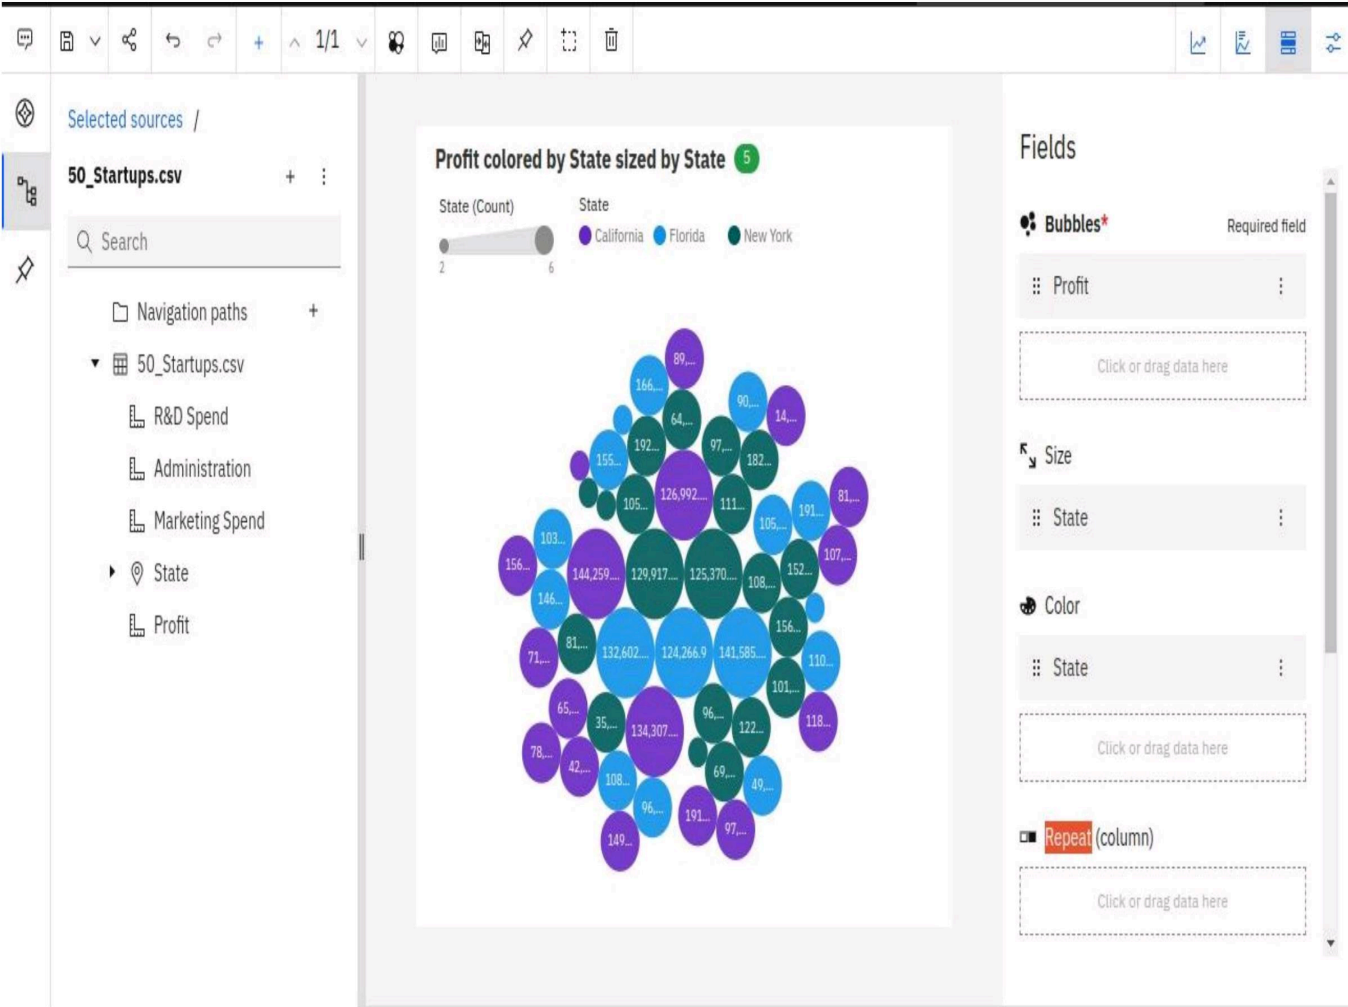 1/1
Selected sources /
50_Startups.csv
Search
Navigation paths
50_Startups.csv
R&D Spend
Administration
Marketing Spend
State
Profit
Profit colored by State sized by State 5
State (Count)
2 6
State
California Florida New York
89,...
166,...
90,...
14,...
64,...
192...
97,...
182...
155...
126,992....
105...
111...
81,...
191...
105,...
103...
107,...
156...
144,259....
129,917....
125,370....
108,...
152...
146...
156...
81,...
71,...
132,602....
124,266.9
141,585....
110...
101,...
65,...
35,...
134,307....
96,...
122...
118...
78,...
42,...
108...
69,...
49,...
96,...
191...
97,...
149...
Fields
Bubbles* Required field
Profit
Click or drag data here
Size
State
Color
State
Click or drag data here
Repeat (column)
Click or drag data here